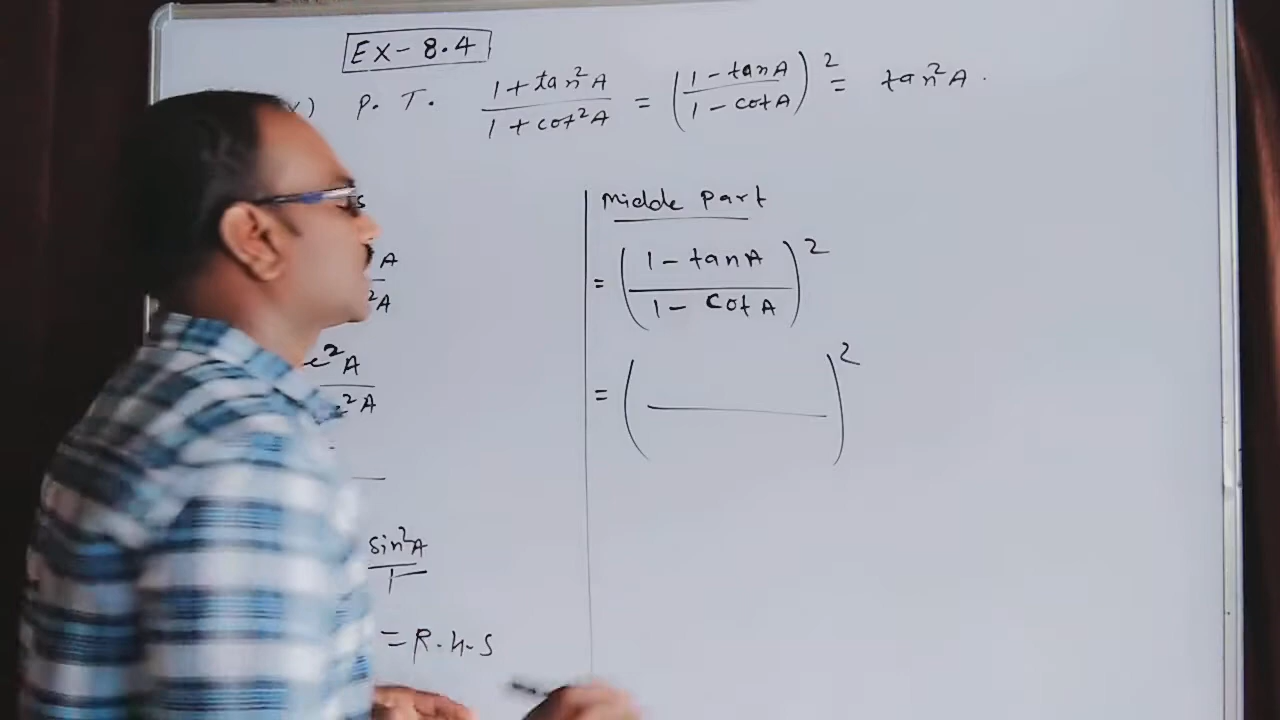 EX-8.4
x) P. T. (1 + tan²A)/(1 + cot²A) = ((1 - tanA)/(1 - cotA))² = tan²A.
s
A
²A
²A
²A
sin²A/1
= R.H.S
Middle part
= ((1 - tanA)/(1 - cotA))²
= ( )²